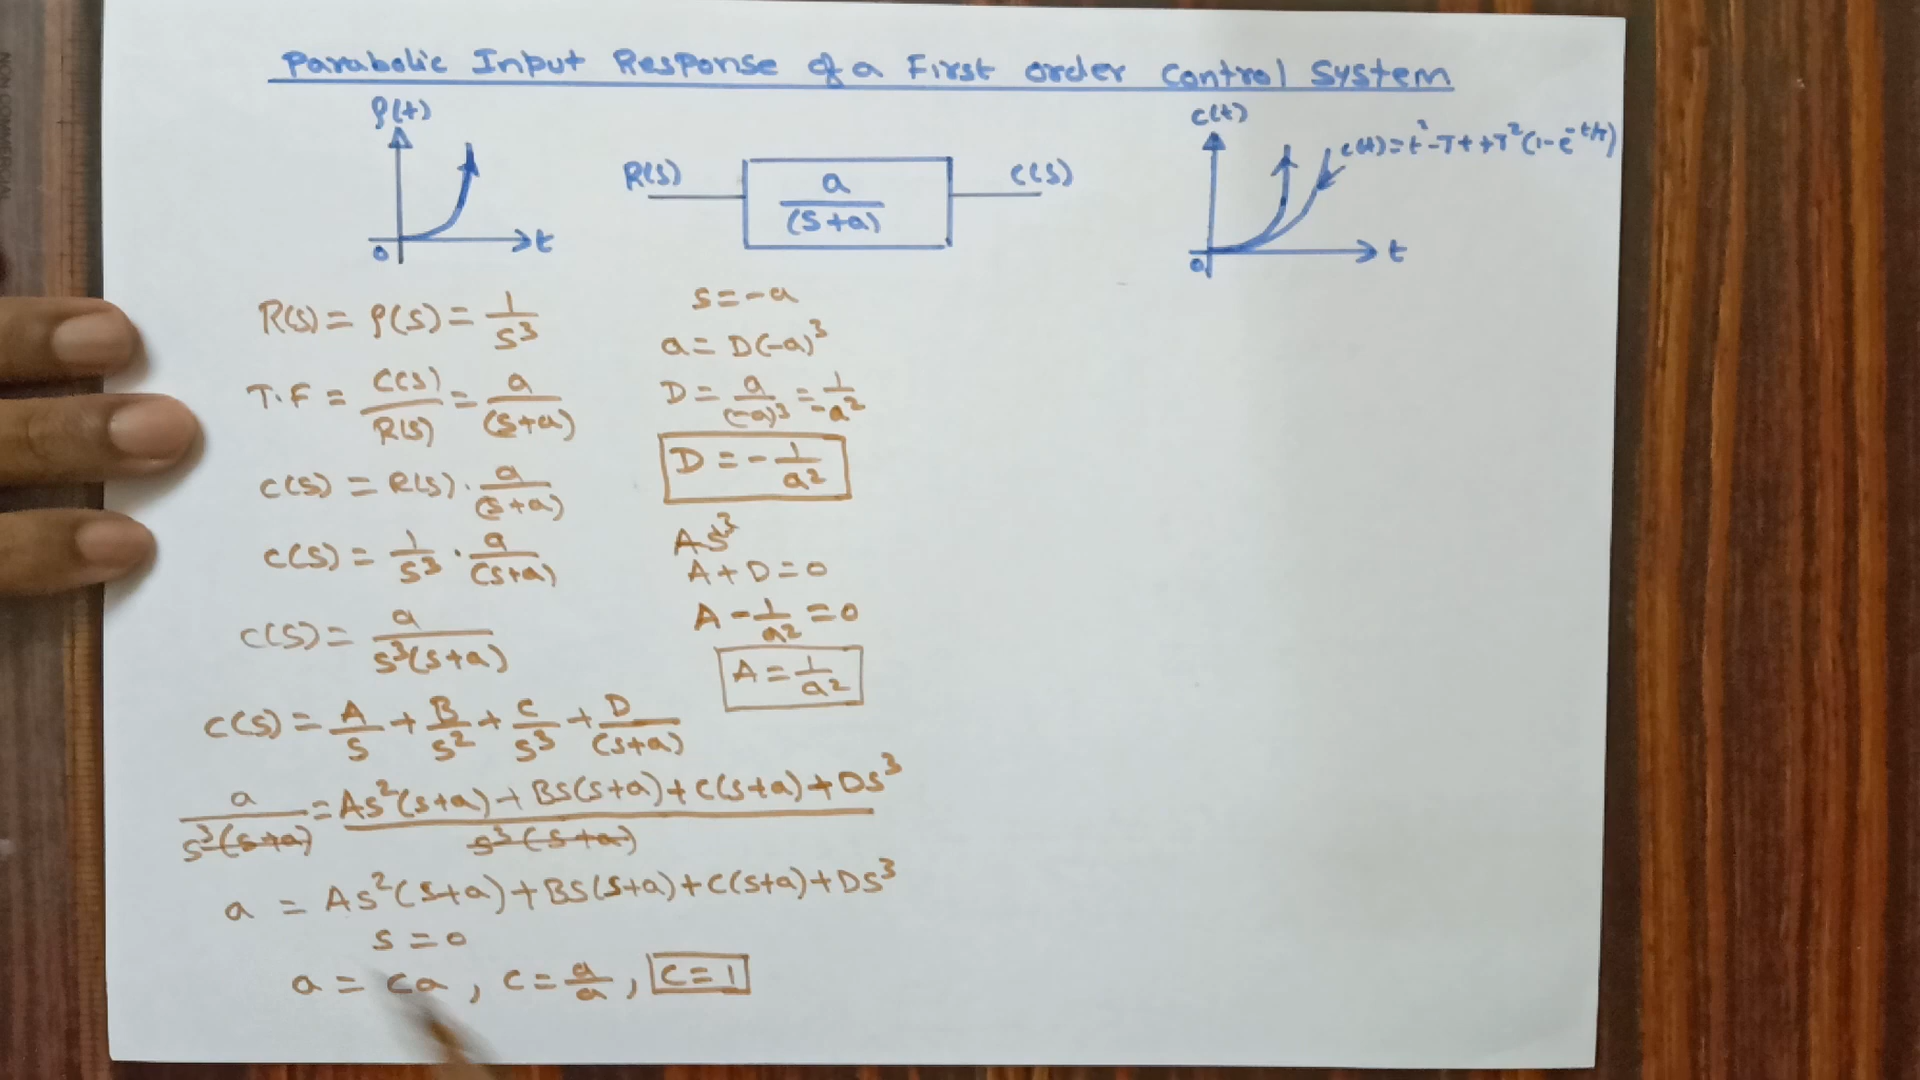 Parabolic Input Response of a First order control System
ρ(t)
t
0
R(s)
a/(s+a)
C(s)
c(t)
c(t)=t²-Tt+T²(1-e^-t/T)
t
0
R(s) = ρ(s) = 1/s³
T.F = C(s)/R(s) = a/(s+a)
C(s) = R(s) . a/(s+a)
C(s) = 1/s³ . a/(s+a)
C(s) = a/s³(s+a)
C(s) = A/s + B/s² + C/s³ + D/(s+a)
a/s³(s+a) = As²(s+a) + Bs(s+a) + C(s+a) + Ds³/s³(s+a)
a = As²(s+a) + Bs(s+a) + C(s+a) + Ds³
s = 0
a = Ca, C = a/a, C = 1
s = -a
a = D(-a)³
D = a/(-a)³ = 1/-a²
D = - 1/a²
As³
A + D = 0
A - 1/a² = 0
A = 1/a²